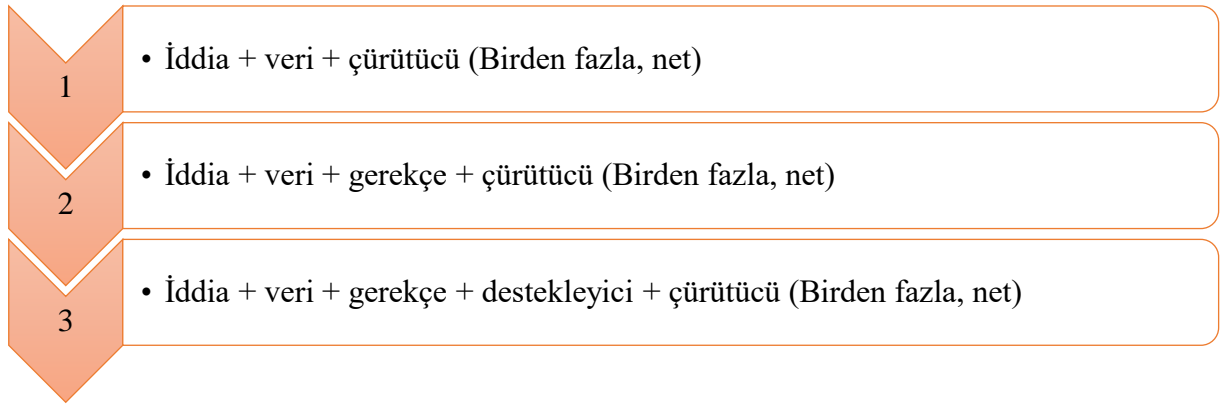 1
• İddia + veri + çürütücü (Birden fazla, net)
2
• İddia + veri + gerekçe + çürütücü (Birden fazla, net)
3
• İddia + veri + gerekçe + destekleyici + çürütücü (Birden fazla, net)